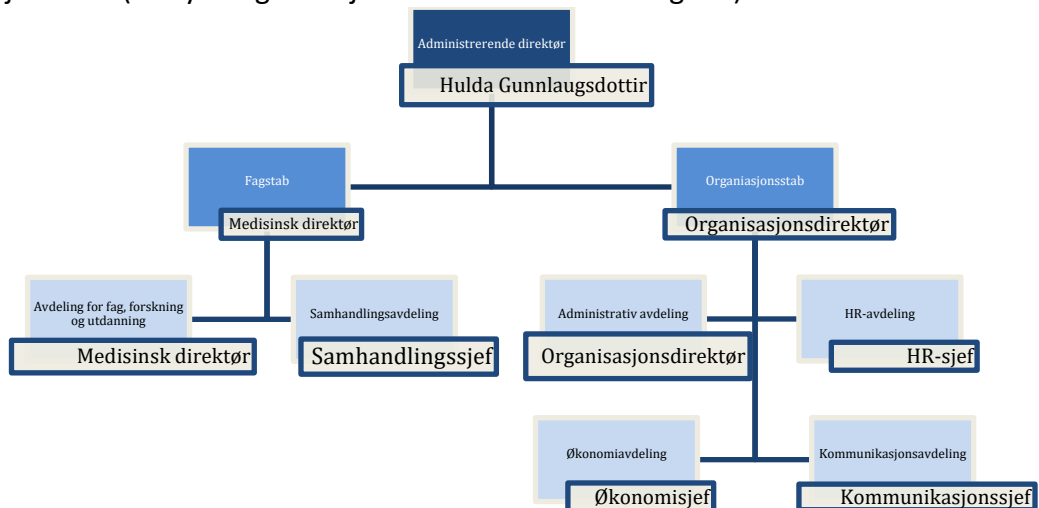 Administrerende direktør
Hulda Gunnlaugsdottir
Fagstab
Medisinsk direktør
Organiasjonsstab
Organisasjonsdirektør
Avdeling for fag, forskning
og utdanning
Medisinsk direktør
Samhandlingsavdeling
Samhandlingssjef
Administrativ avdeling
Organisasjonsdirektør
HR-avdeling
HR-sjef
Økonomiavdeling
Økonomisjef
Kommunikasjonsavdeling
Kommunikasjonssjef